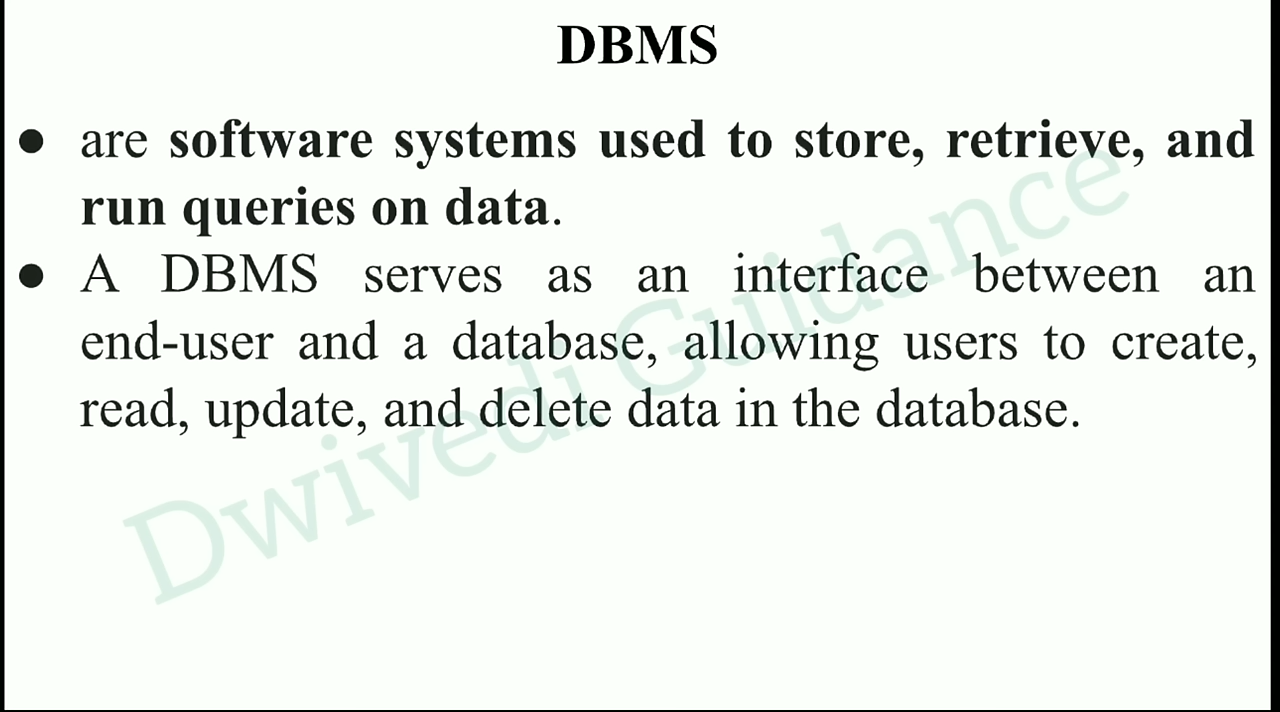 DBMS
● are software systems used to store, retrieve, and
run queries on data.
● A DBMS serves as an interface between an
end-user and a database, allowing users to create,
read, update, and delete data in the database.
Dwivedi Guidance